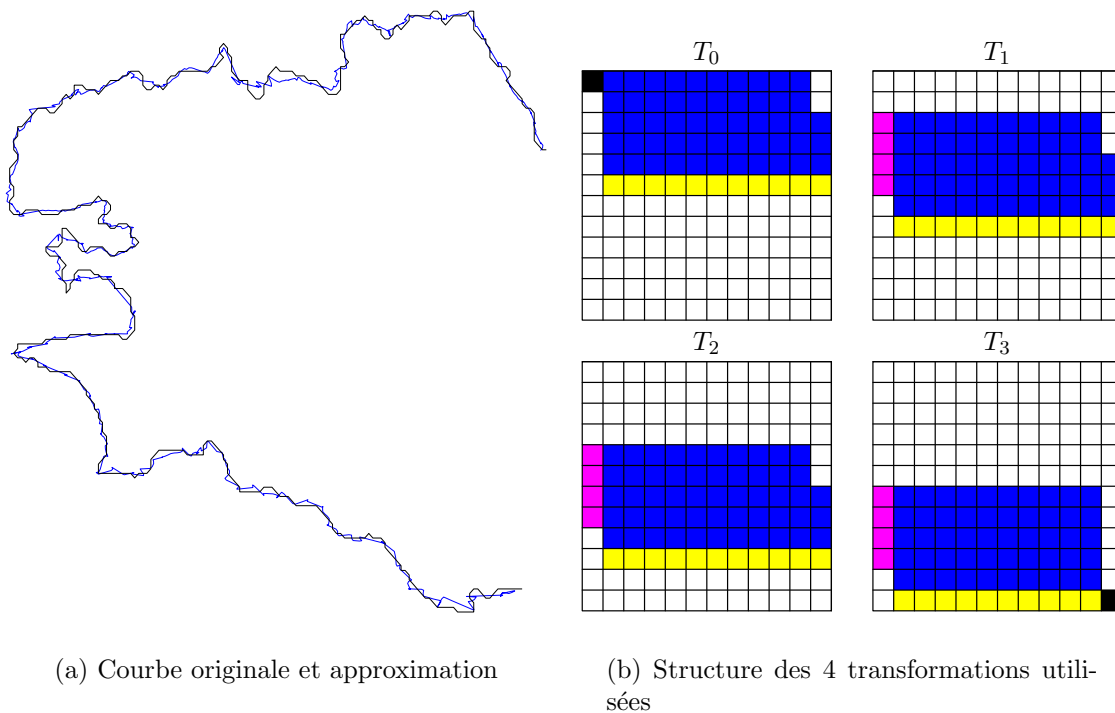 T₀
T₁
T₂
T₃
(a) Courbe originale et approximation
(b) Structure des 4 transformations utili-
sées